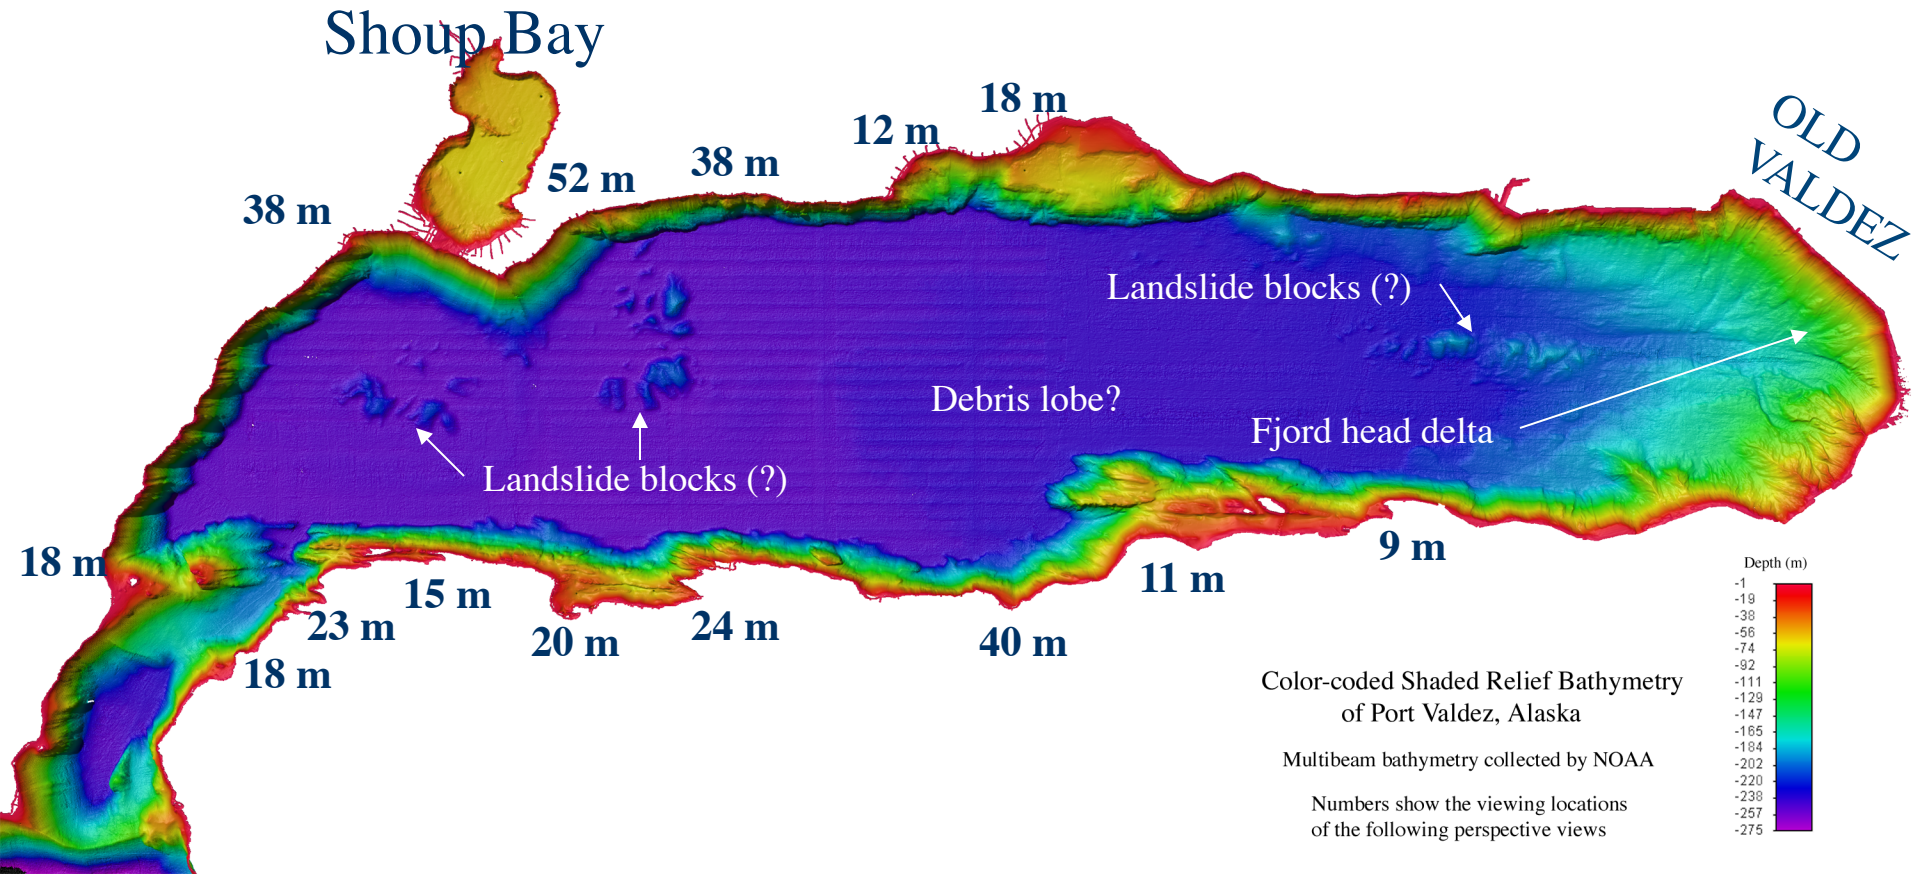 Shoup Bay
18 m
12 m
38 m
52 m
38 m
OLD
VALDEZ
Landslide blocks (?)
Debris lobe?
Fjord head delta
Landslide blocks (?)
18 m
15 m
23 m
18 m
20 m
24 m
40 m
11 m
9 m
Color-coded Shaded Relief Bathymetry
of Port Valdez, Alaska
Multibeam bathymetry collected by NOAA
Numbers show the viewing locations
of the following perspective views
Depth (m)
-1
-19
-38
-56
-74
-92
-111
-129
-147
-165
-184
-202
-220
-238
-257
-275